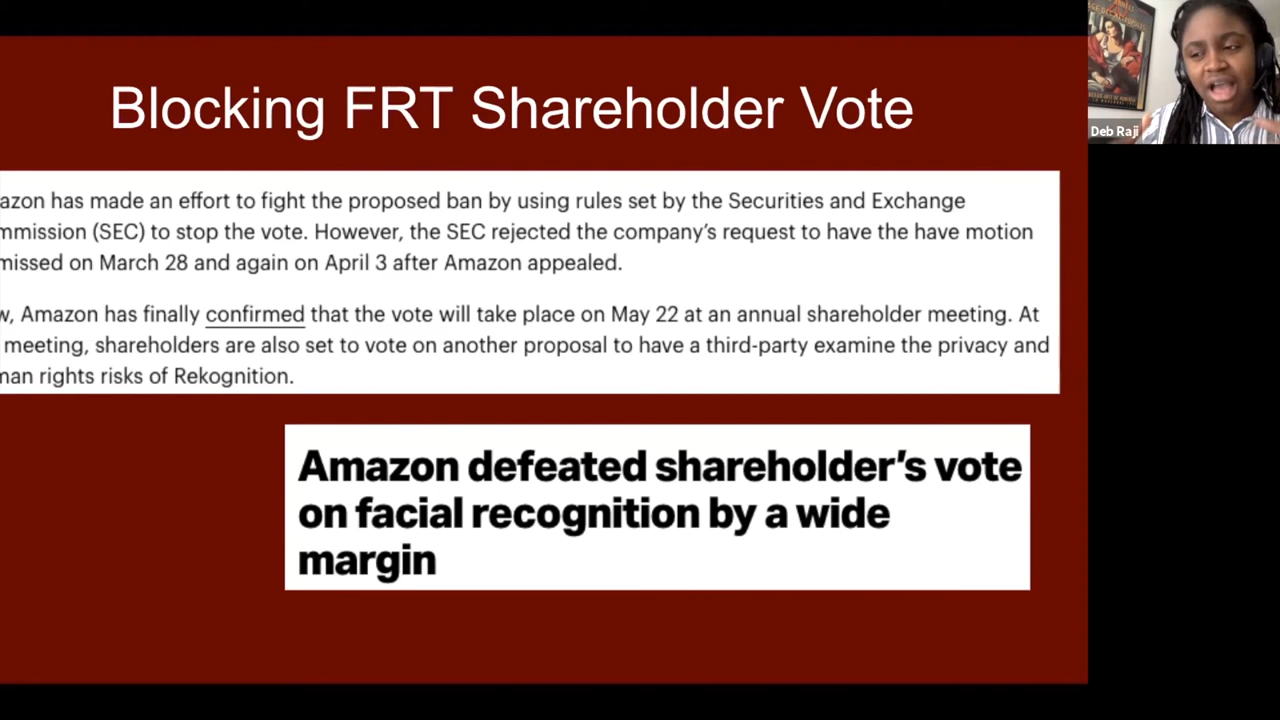 Blocking FRT Shareholder Vote
Deb Raji
azon has made an effort to fight the proposed ban by using rules set by the Securities and Exchange
mmission (SEC) to stop the vote. However, the SEC rejected the company's request to have the have motion
missed on March 28 and again on April 3 after Amazon appealed.
w, Amazon has finally confirmed that the vote will take place on May 22 at an annual shareholder meeting. At
meeting, shareholders are also set to vote on another proposal to have a third-party examine the privacy and
man rights risks of Rekognition.
Amazon defeated shareholder's vote
on facial recognition by a wide
margin